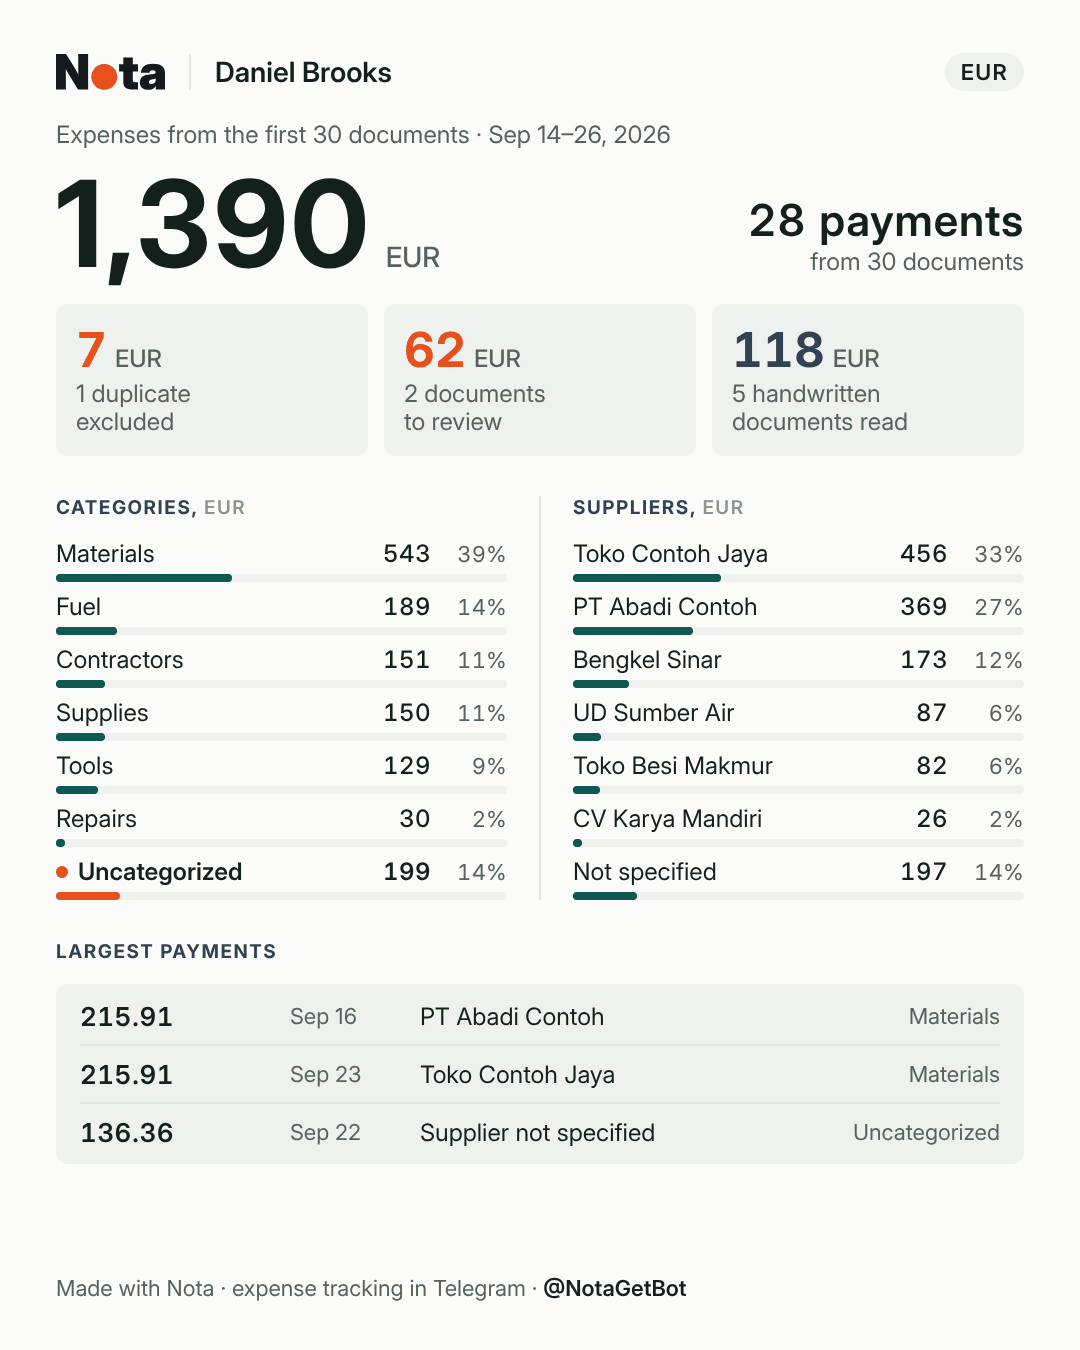 Nota
Daniel Brooks
EUR
Expenses from the first 30 documents · Sep 14–26, 2026
1,390 EUR
28 payments
from 30 documents
7 EUR
1 duplicate
excluded
62 EUR
2 documents
to review
118 EUR
5 handwritten
documents read
CATEGORIES, EUR
Materials 543 39%
Fuel 189 14%
Contractors 151 11%
Supplies 150 11%
Tools 129 9%
Repairs 30 2%
Uncategorized 199 14%
SUPPLIERS, EUR
Toko Contoh Jaya 456 33%
PT Abadi Contoh 369 27%
Bengkel Sinar 173 12%
UD Sumber Air 87 6%
Toko Besi Makmur 82 6%
CV Karya Mandiri 26 2%
Not specified 197 14%
LARGEST PAYMENTS
215.91 Sep 16 PT Abadi Contoh Materials
215.91 Sep 23 Toko Contoh Jaya Materials
136.36 Sep 22 Supplier not specified Uncategorized
Made with Nota · expense tracking in Telegram · @NotaGetBot